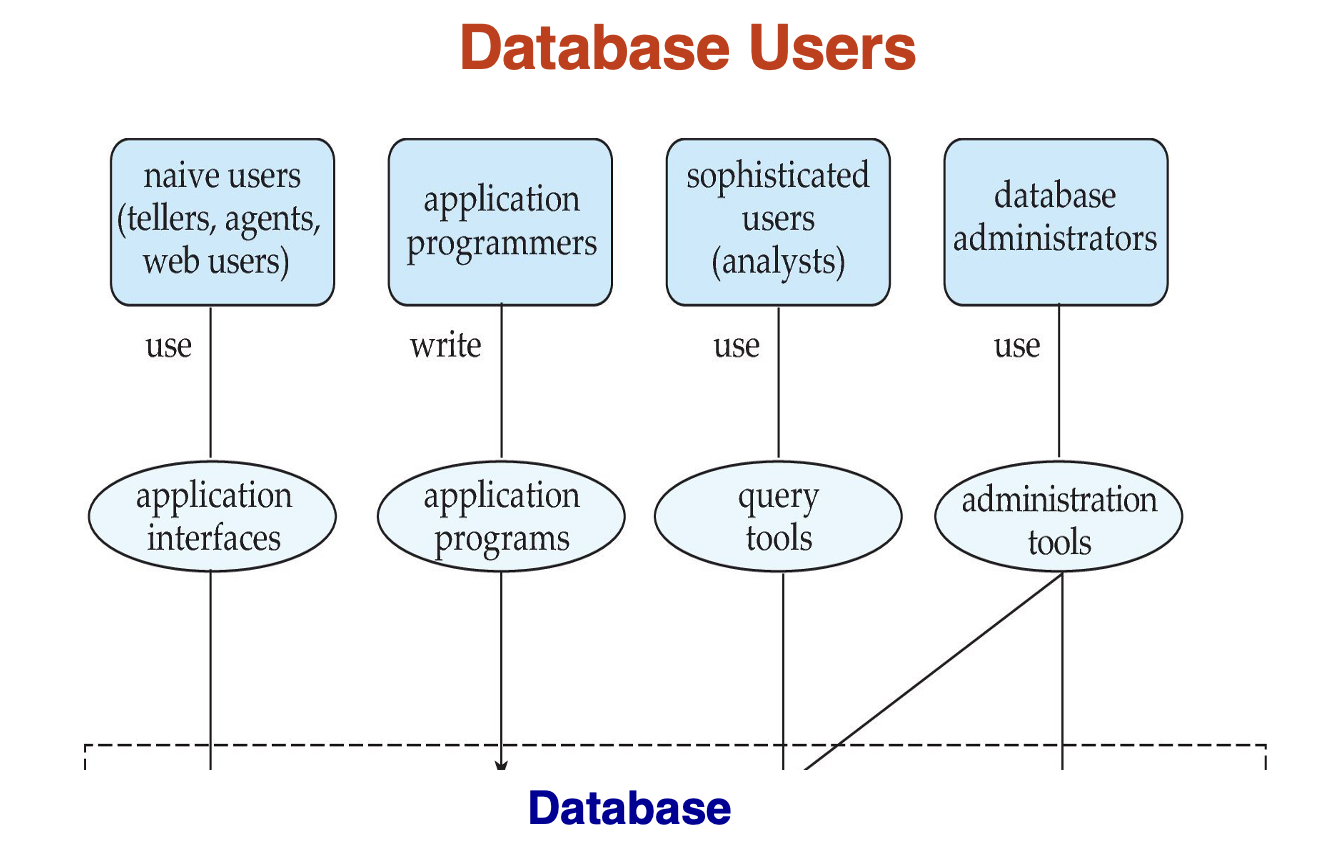 Database Users
naive users
(tellers, agents,
web users)
application
programmers
sophisticated
users
(analysts)
database
administrators
use
write
use
use
application
interfaces
application
programs
query
tools
administration
tools
Database